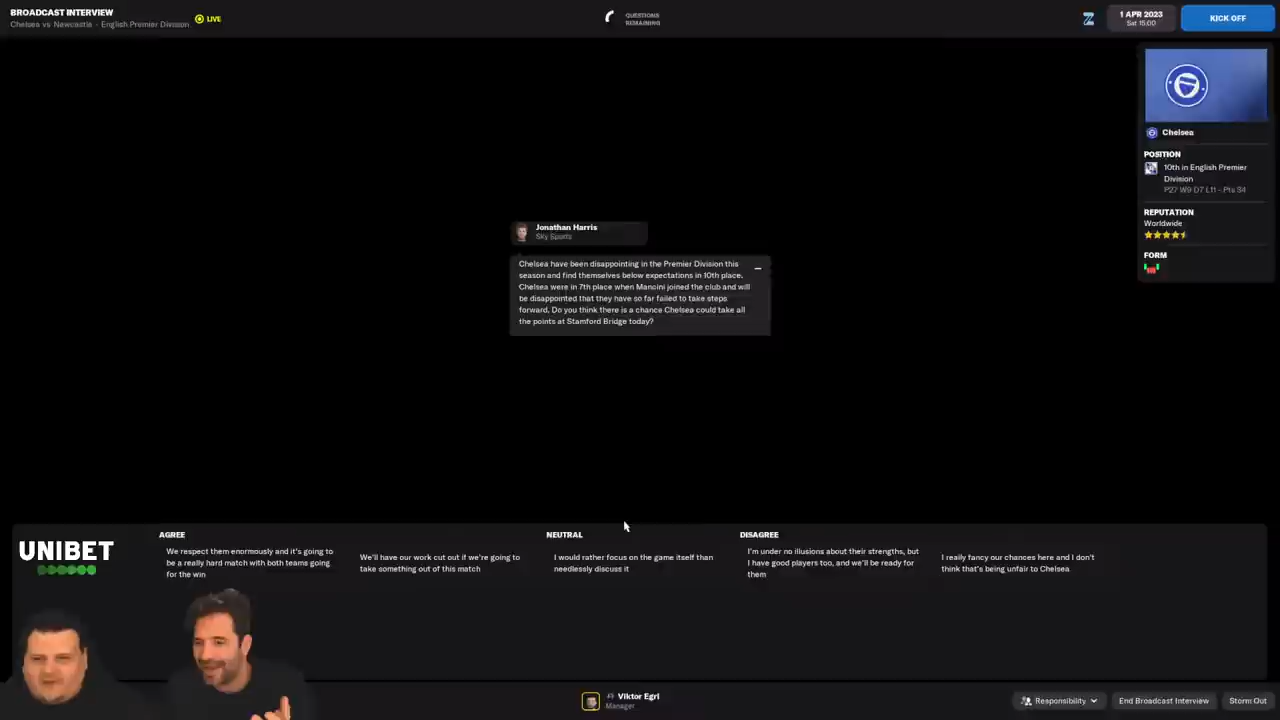 BROADCAST INTERVIEW
Chelsea vs Newcastle - English Premier Division
LIVE
QUESTIONS
REMAINING
1 APR 2023
Sat 15:00
KICK OFF
Chelsea
POSITION
10th in English Premier
Division
P27 W9 D7 L11 - Pts 34
REPUTATION
Worldwide
FORM
Jonathan Harris
Sky Sports
Chelsea have been disappointing in the Premier Division this
season and find themselves below expectations in 10th place.
Chelsea were in 7th place when Mancini joined the club and will
be disappointed that they have so far failed to take steps
forward. Do you think there is a chance Chelsea could take all
the points at Stamford Bridge today?
AGREE
We respect them enormously and it's going to
be a really hard match with both teams going
for the win
We'll have our work cut out if we're going to
take something out of this match
NEUTRAL
I would rather focus on the game itself than
needlessly discuss it
DISAGREE
I'm under no illusions about their strengths, but
I have good players too, and we'll be ready for
them
I really fancy our chances here and I don't
think that's being unfair to Chelsea
UNIBET
Viktor Egri
Manager
Responsibility
End Broadcast Interview
Storm Out